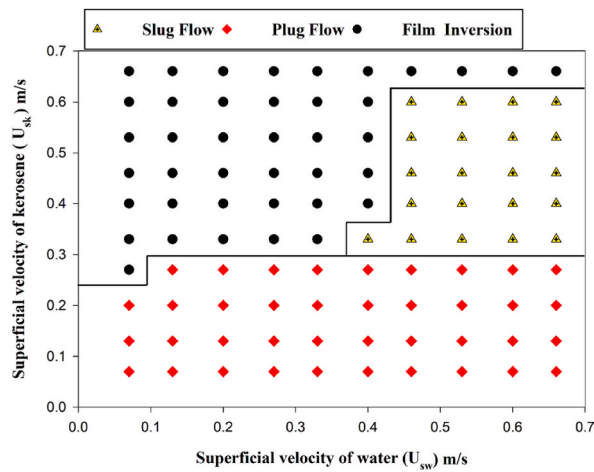 Slug Flow Plug Flow Film Inversion
Superficial velocity of kerosene ( U_sk) m/s
0.7
0.6
0.5
0.4
0.3
0.2
0.1
0.0
0.0 0.1 0.2 0.3 0.4 0.5 0.6 0.7
Superficial velocity of water (U_sw) m/s